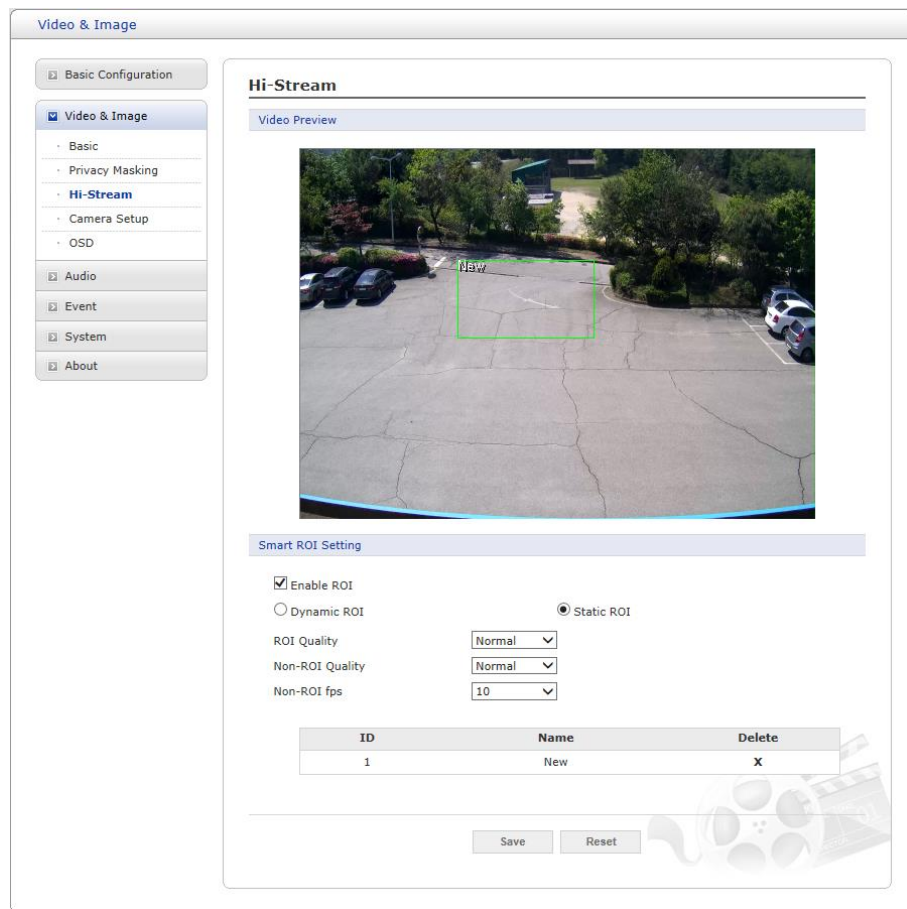 Video & Image
Basic Configuration
Video & Image
Basic
Privacy Masking
Hi-Stream
Camera Setup
OSD
Audio
Event
System
About
Hi-Stream
Video Preview
New
Smart ROI Setting
Enable ROI
Dynamic ROI Static ROI
ROI Quality Normal
Non-ROI Quality Normal
Non-ROI fps 10
ID Name Delete
1 New X
Save Reset